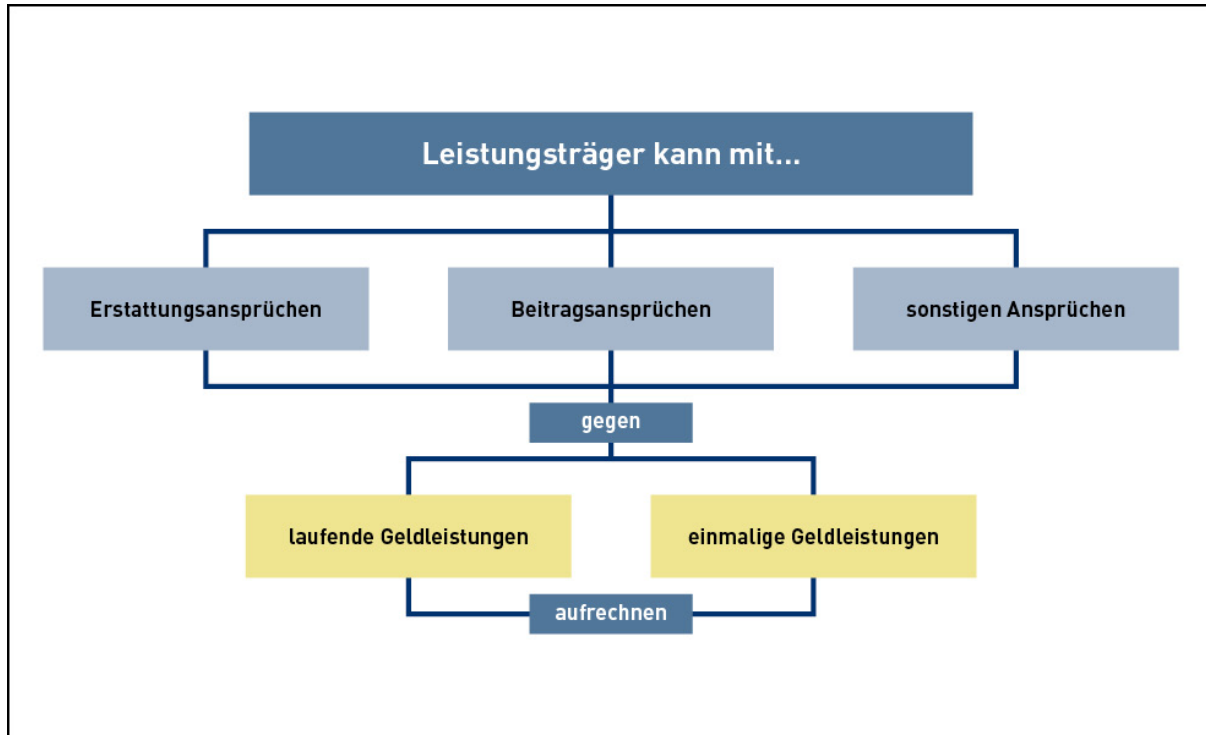 Leistungsträger kann mit...
Erstattungsansprüchen
Beitragsansprüchen
sonstigen Ansprüchen
gegen
laufende Geldleistungen
einmalige Geldleistungen
aufrechnen